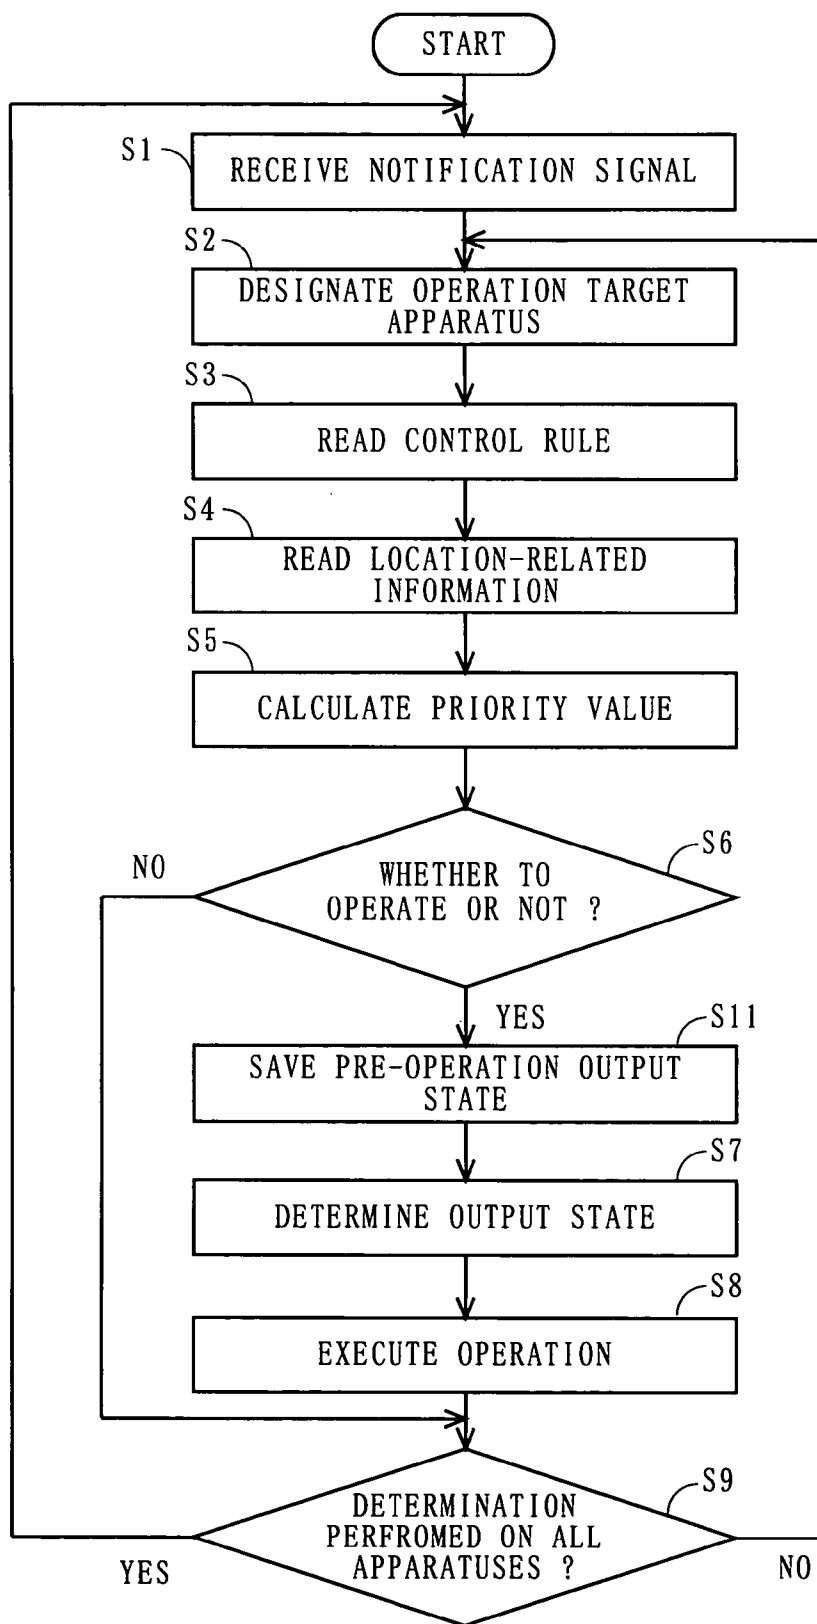 START
S1
RECEIVE NOTIFICATION SIGNAL
S2
DESIGNATE OPERATION TARGET
APPARATUS
S3
READ CONTROL RULE
S4
READ LOCATION-RELATED
INFORMATION
S5
CALCULATE PRIORITY VALUE
S6
NO
WHETHER TO
OPERATE OR NOT ?
YES
S11
SAVE PRE-OPERATION OUTPUT
STATE
S7
DETERMINE OUTPUT STATE
S8
EXECUTE OPERATION
S9
DETERMINATION
PERFROMED ON ALL
APPARATUSES ?
YES
NO